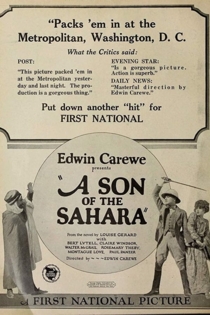 "Packs 'em in at the
Metropolitan, Washington, D. C.
What the Critics said:
POST:
"This picture packed 'em in
at the Metropolitan yester-
day and last night. The pro-
duction is a gorgeous thing."
EVENING STAR:
"Is a gorgeous picture.
Action is superb."
DAILY NEWS:
"Masterful direction by
Edwin Carewe."
Put down another "hit" for
FIRST NATIONAL
Edwin Carewe
presents
"A SON
OF THE
SAHARA"
From the novel by LOUISE GERARD
with
BERT LYTELL, CLAIRE WINDSOR,
WALTER McGRAIL, ROSEMARY THEBY,
MONTAGUE LOVE, PAUL PANZER
Directed by EDWIN CAREWE
A FIRST NATIONAL PICTURE